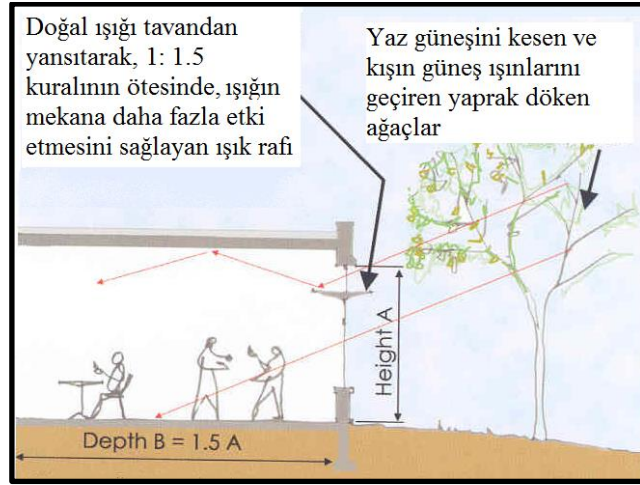 Doğal ışığı tavandan
yansıtarak, 1: 1.5
kuralının ötesinde, ışığın
mekana daha fazla etki
etmesini sağlayan ışık rafi
Yaz güneşini kesen ve
kışın güneş ışınlarını
geçiren yaprak döken
ağaçlar
Height A
Depth B = 1.5 A